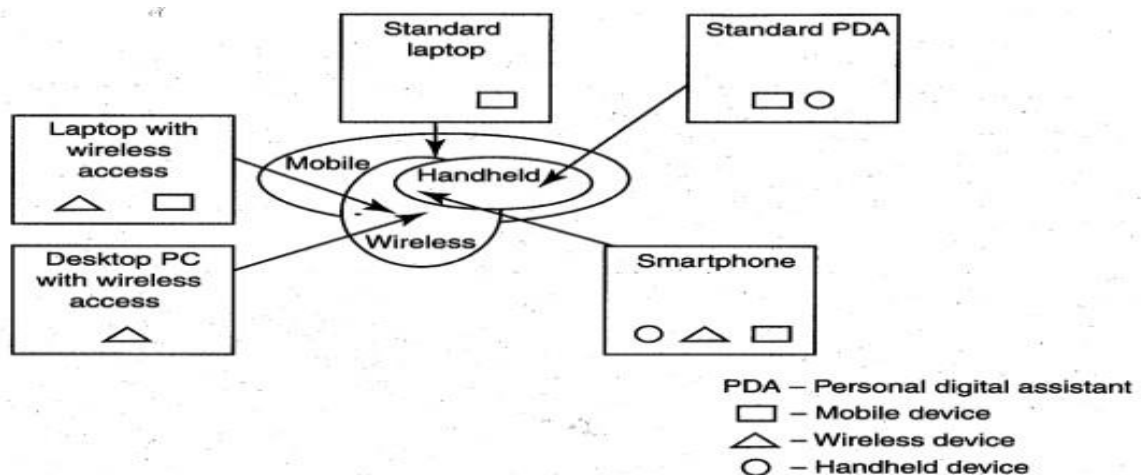 Standard
laptop
Standard PDA
Laptop with
wireless
access
Mobile
Handheld
Wireless
Desktop PC
with wireless
access
Smartphone
PDA – Personal digital assistant
– Mobile device
– Wireless device
– Handheld device